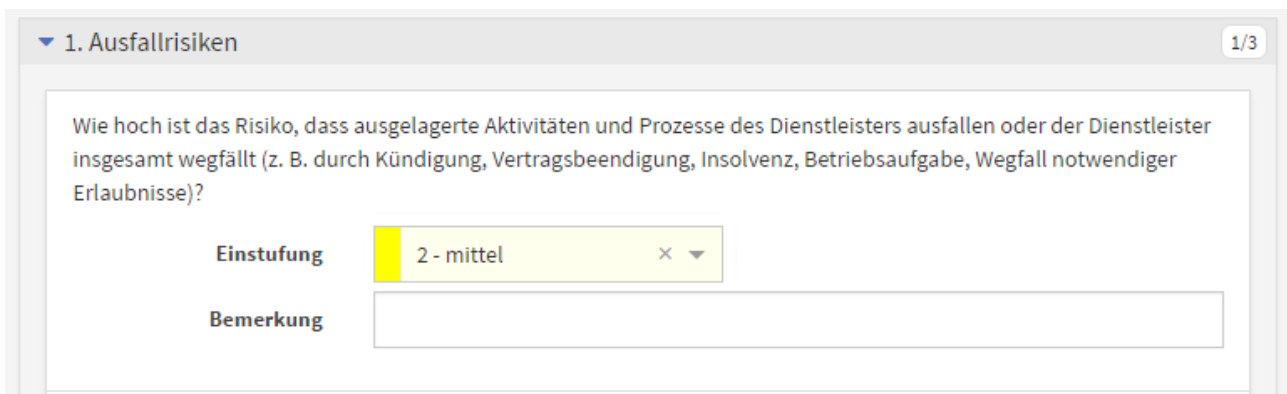 1. Ausfallrisiken
1/3
Wie hoch ist das Risiko, dass ausgelagerte Aktivitäten und Prozesse des Dienstleisters ausfallen oder der Dienstleister
insgesamt wegfällt (z. B. durch Kündigung, Vertragsbeendigung, Insolvenz, Betriebsaufgabe, Wegfall notwendiger
Erlaubnisse)?
Einstufung
2 - mittel
Bemerkung